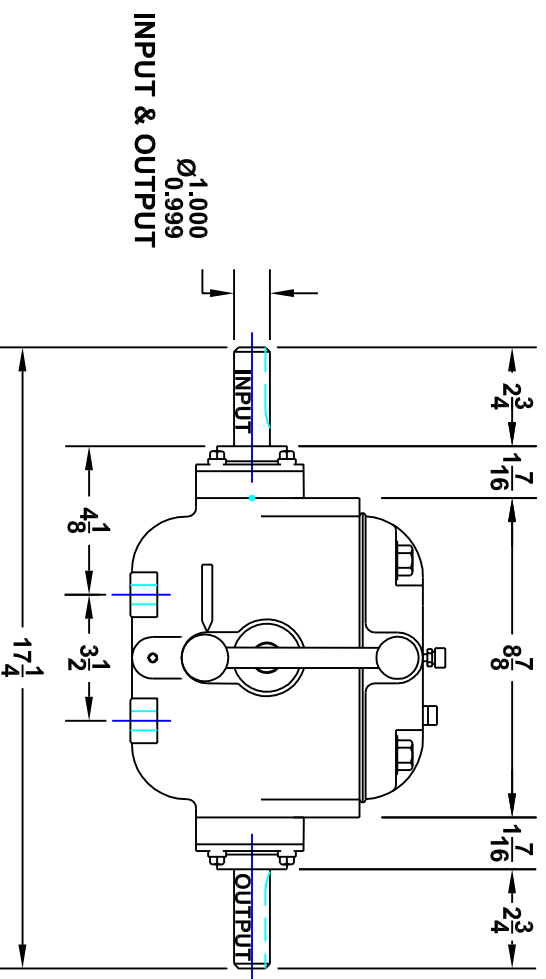 INPUT & OUTPUT
Ø1.000
0.999
INPUT
OUTPUT
2 3/4
1 7/16
8 7/8
1 7/16
2 3/4
4 1/8
3 1/2
17 1/4